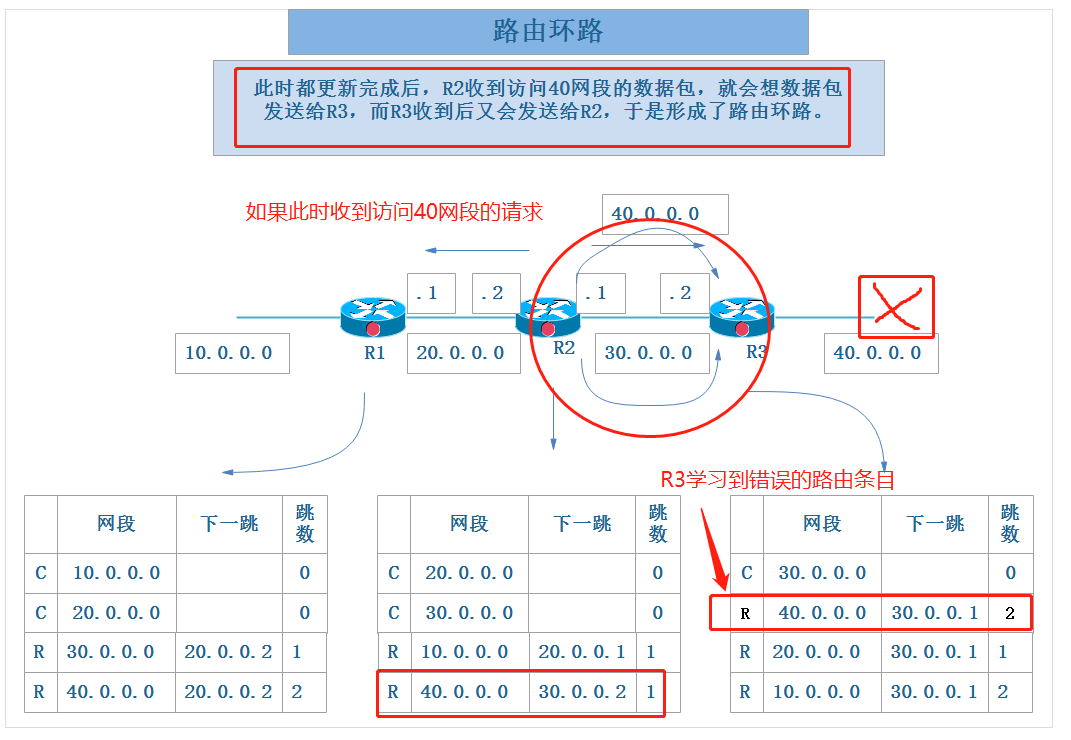 路由环路
此时都更新完成后，R2收到访问40网段的数据包，就会想数据包
发送给R3，而R3收到后又会发送给R2，于是形成了路由环路。
如果此时收到访问40网段的请求
40.0.0.0
.1 .2 .1 .2
10.0.0.0 R1 20.0.0.0 R2 30.0.0.0 R3 40.0.0.0
R3学习到错误的路由条目
网段 下一跳 跳数
C 10.0.0.0 0
C 20.0.0.0 0
R 30.0.0.0 20.0.0.2 1
R 40.0.0.0 20.0.0.2 2
网段 下一跳 跳数
C 20.0.0.0 0
C 30.0.0.0 0
R 10.0.0.0 20.0.0.1 1
R 40.0.0.0 30.0.0.2 1
网段 下一跳 跳数
C 30.0.0.0 0
R 40.0.0.0 30.0.0.1 2
R 20.0.0.0 30.0.0.1 1
R 10.0.0.0 30.0.0.1 2